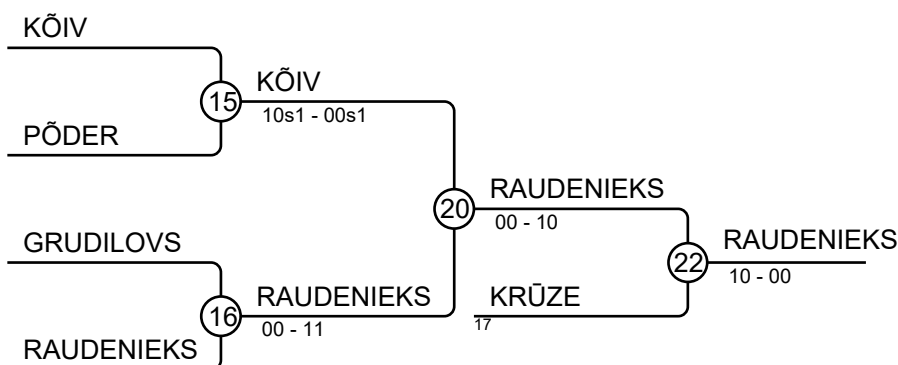 KÕIV
15
KÕIV
10s1 - 00s1
PÕDER
20
RAUDENIEKS
00 - 10
GRUDILOVS
22
RAUDENIEKS
10 - 00
16
RAUDENIEKS
00 - 11
KRŪZE
17
RAUDENIEKS